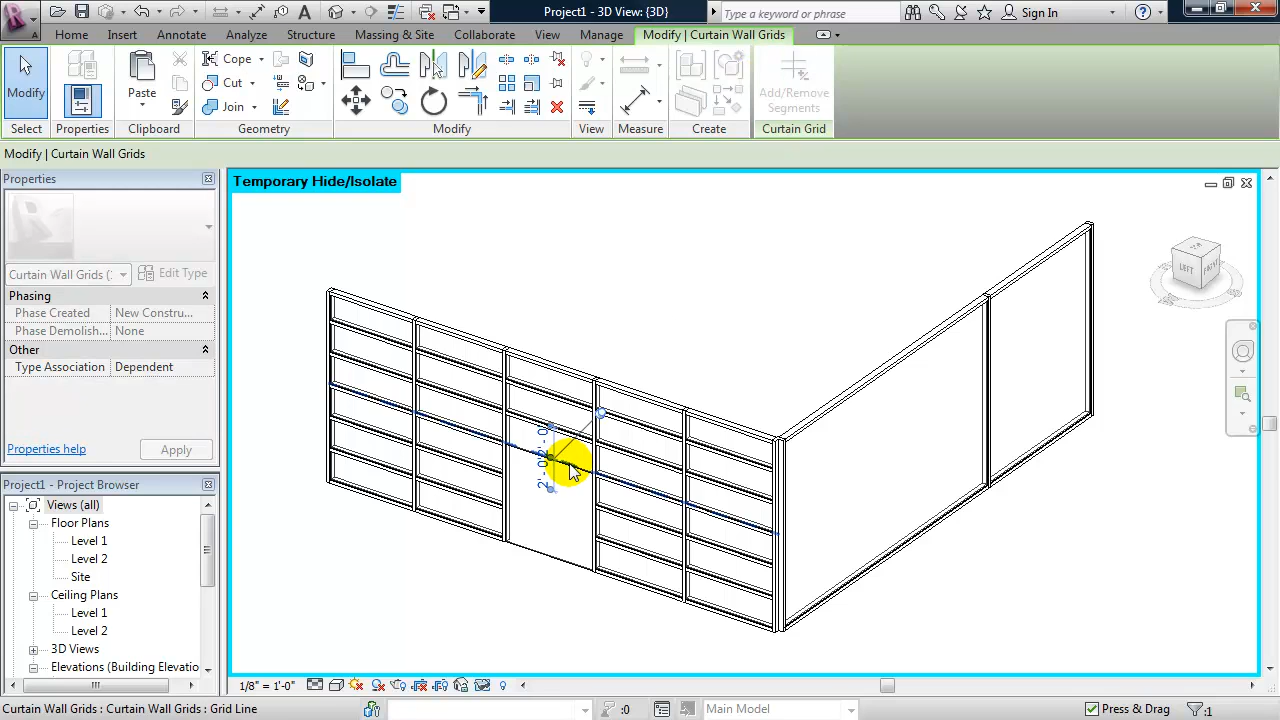 Project1 - 3D View: {3D}
Type a keyword or phrase
Sign In
Home
Insert
Annotate
Analyze
Structure
Massing & Site
Collaborate
View
Manage
Modify | Curtain Wall Grids
Modify
Paste
Cope
Cut
Join
Add/Remove
Segments
Select
Properties
Clipboard
Geometry
Modify
View
Measure
Create
Curtain Grid
Modify | Curtain Wall Grids
Properties
Curtain Wall Grids (
Edit Type
Phasing
Phase Created
New Constru...
Phase Demolish...
None
Other
Type Association
Dependent
Properties help
Apply
Project1 - Project Browser
Views (all)
Floor Plans
Level 1
Level 2
Site
Ceiling Plans
Level 1
Level 2
3D Views
Elevations (Building Elevatio
Temporary Hide/Isolate
LEFT
FRONT
1/8" = 1'-0"
Curtain Wall Grids : Curtain Wall Grids : Grid Line
:0
Main Model
Press & Drag
:1